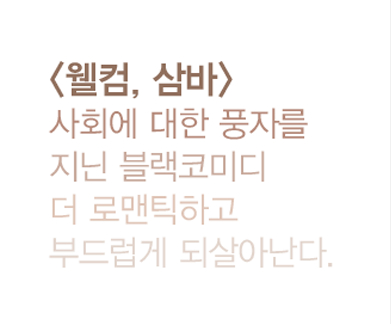 <웰컴, 삼바>
사회에 대한 풍자를
지닌 블랙코미디
더 로맨틱하고
부드럽게 되살아난다.